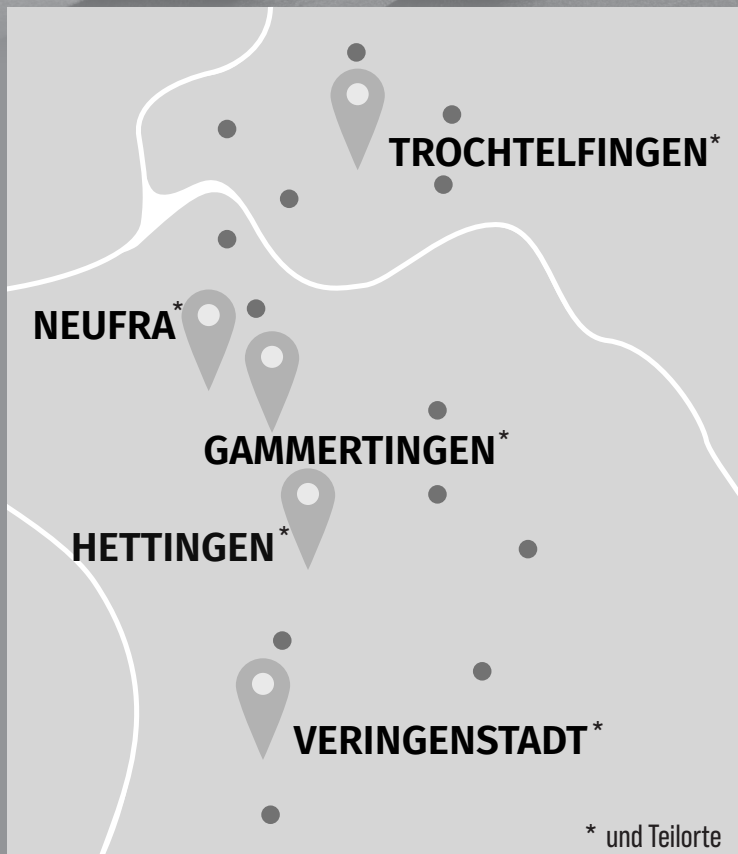 TROCHTELFINGEN*
NEUFRA*
GAMMERTINGEN*
HETTINGEN*
VERINGENSTADT*
* und Teilorte